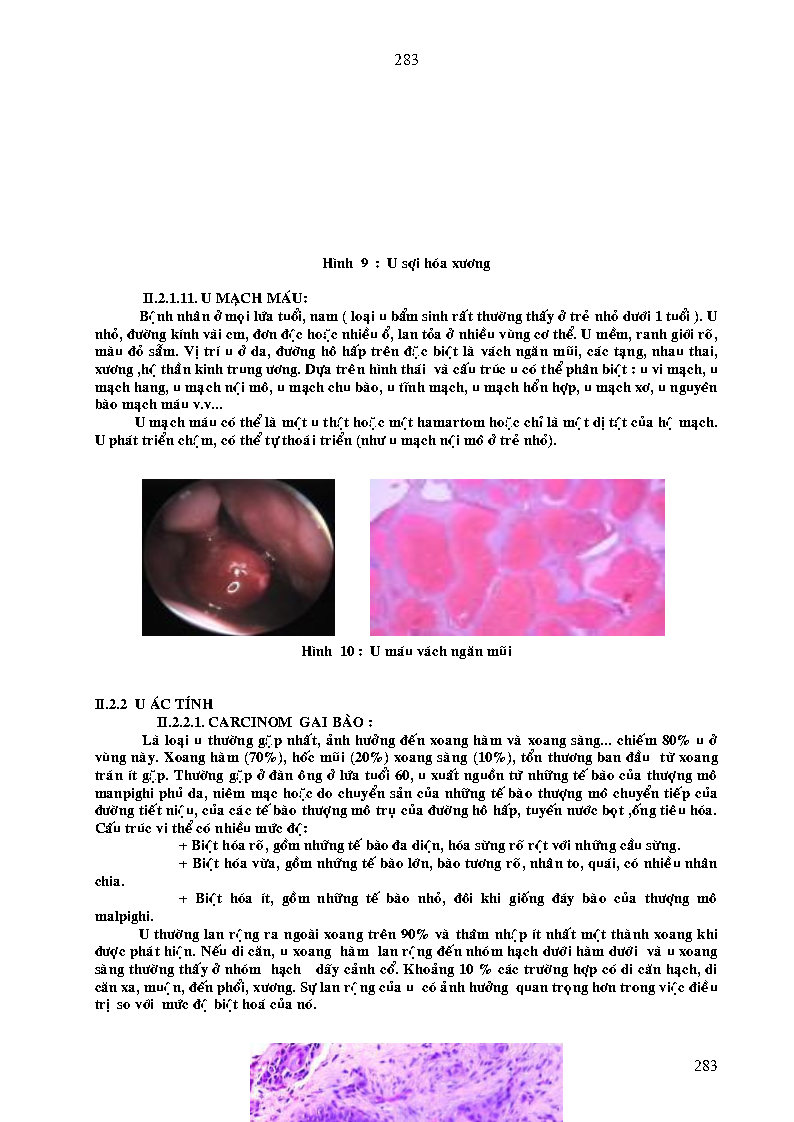 283
Hình 9 : U sợi hóa xương
II.2.1.11. U MẠCH MÁU:
Bệnh nhân ở mọi lứa tuổi, nam ( loại u bẩm sinh rất thường thấy ở trẻ nhỏ dưới 1 tuổi ). U
nhỏ, đường kính vài cm, đơn độc hoặc nhiều ổ, lan tỏa ở nhiều vùng cơ thể. U mềm, ranh giới rõ,
màu đỏ sẫm. Vị trí u ở da, đường hô hấp trên đặc biệt là vách ngăn mũi, các tạng, nhau thai,
xương ,hệ thần kinh trung ương. Dựa trên hình thái và cấu trúc u có thể phân biệt : u vi mạch, u
mạch hang, u mạch nội mô, u mạch chu bào, u tĩnh mạch, u mạch hổn hợp, u mạch xơ, u nguyên
bào mạch máu v.v...
U mạch máu có thể là một u thật hoặc một hamartom hoặc chỉ là một dị tật của hệ mạch.
U phát triển chậm, có thể tự thoái triển (như u mạch nội mô ở trẻ nhỏ).
Hình 10 : U máu vách ngăn mũi
II.2.2 U ÁC TÍNH
II.2.2.1. CARCINOM GAI BÀO :
Là loại u thường gặp nhất, ảnh hưởng đến xoang hàm và xoang sàng... chiếm 80% u ở
vùng này. Xoang hàm (70%), hốc mũi (20%) xoang sàng (10%), tổn thương ban đầu từ xoang
trán ít gặp. Thường gặp ở đàn ông ở lứa tuổi 60, u xuất nguồn từ những tế bào của thượng mô
manpighi phủ da, niêm mạc hoặc do chuyển sản của những tế bào thượng mô chuyển tiếp của
đường tiết niệu, của các tế bào thượng mô trụ của đường hô hấp, tuyến nước bọt ,ống tiêu hóa.
Cấu trúc vi thể có nhiều mức độ:
+ Biệt hóa rõ, gồm những tế bào đa diện, hóa sừng rõ rệt với những cầu sừng.
+ Biệt hóa vừa, gồm những tế bào lớn, bào tương rõ, nhân to, quái, có nhiều nhân
chia.
+ Biệt hóa ít, gồm những tế bào nhỏ, đôi khi giống đáy bào của thượng mô
malpighi.
U thường lan rộng ra ngoài xoang trên 90% và thâm nhập ít nhất một thành xoang khi
được phát hiện. Nếu di căn, u xoang hàm lan rộng đến nhóm hạch dưới hàm dưới và u xoang
sàng thường thấy ở nhóm hạch dãy cảnh cổ. Khoảng 10 % các trường hợp có di căn hạch, di
căn xa, muộn, đến phổi, xương. Sự lan rộng của u có ảnh hưởng quan trọng hơn trong việc điều
trị so với mức độ biệt hoá của nó.
283